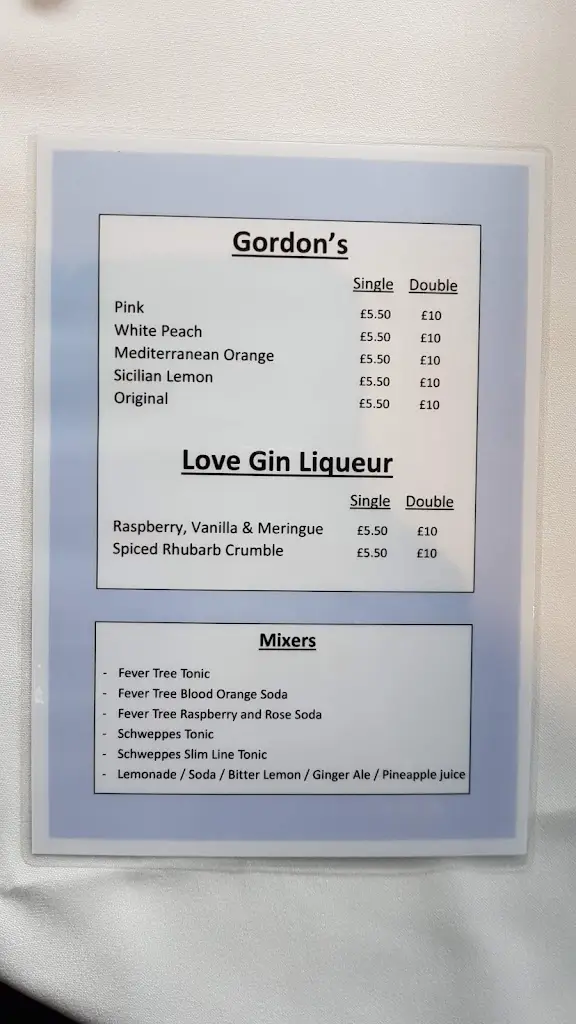 Gordon's
Single Double
Pink £5.50 £10
White Peach £5.50 £10
Mediterranean Orange £5.50 £10
Sicilian Lemon £5.50 £10
Original £5.50 £10
Love Gin Liqueur
Single Double
Raspberry, Vanilla & Meringue £5.50 £10
Spiced Rhubarb Crumble £5.50 £10
Mixers
- Fever Tree Tonic
- Fever Tree Blood Orange Soda
- Fever Tree Raspberry and Rose Soda
- Schweppes Tonic
- Schweppes Slim Line Tonic
- Lemonade / Soda / Bitter Lemon / Ginger Ale / Pineapple juice